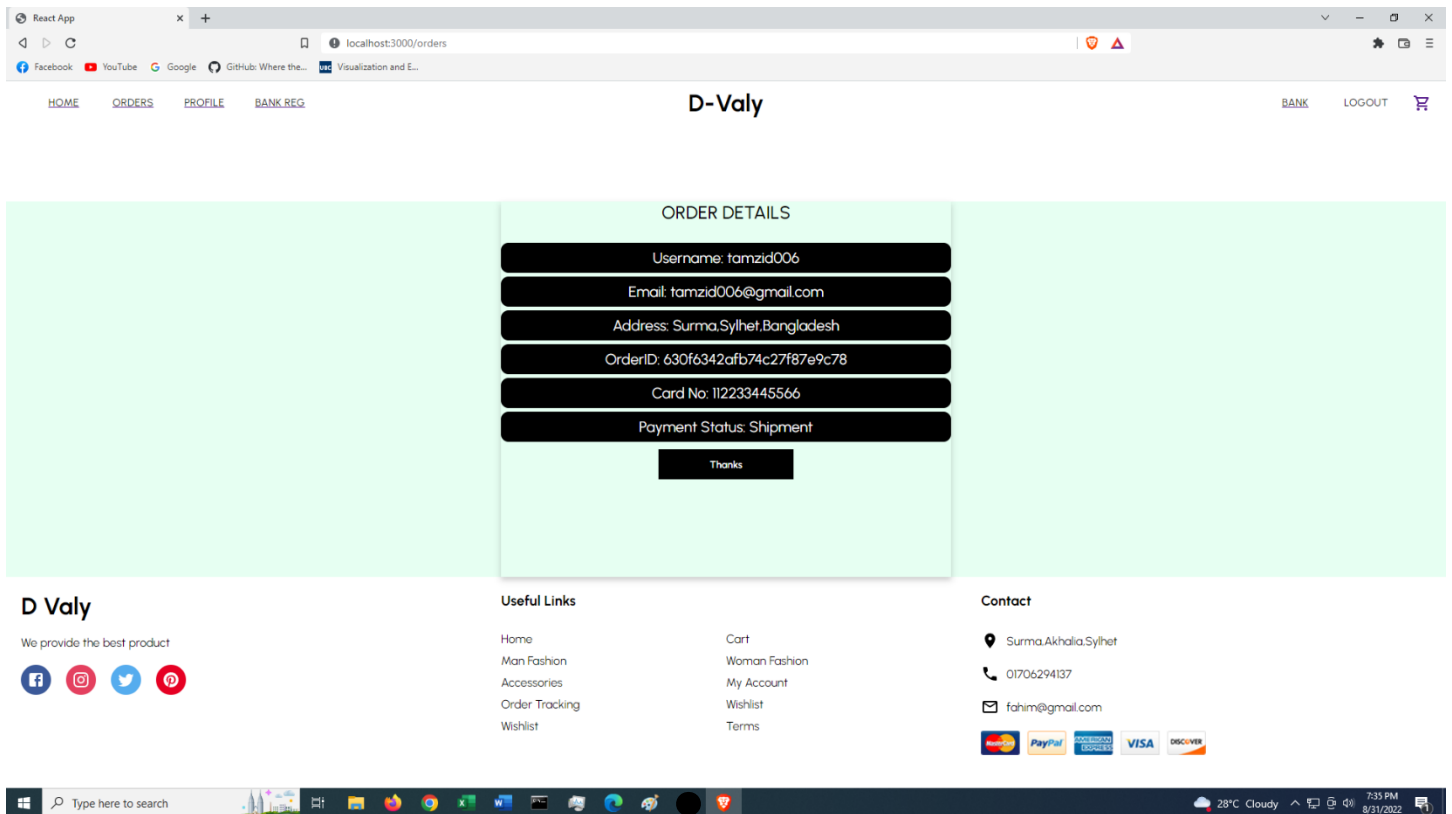 React App
localhost:3000/orders
Facebook YouTube Google GitHub: Where the... UBC Visualization and E...
HOME ORDERS PROFILE BANK REG D-Valy BANK LOGOUT
ORDER DETAILS
Username: tamzid006
Email: tamzid006@gmail.com
Address: Surma,Sylhet,Bangladesh
OrderID: 630f6342afb74c27f87e9c78
Card No: 112233445566
Payment Status: Shipment
Thanks
D Valy
We provide the best product
Useful Links
Home Cart
Man Fashion Woman Fashion
Accessories My Account
Order Tracking Wishlist
Wishlist Terms
Contact
Surma,Akhalia,Sylhet
01706294137
fahim@gmail.com
MasterCard PayPal AMERICAN EXPRESS VISA DISCOVER
Type here to search
28°C Cloudy
7:35 PM
8/31/2022